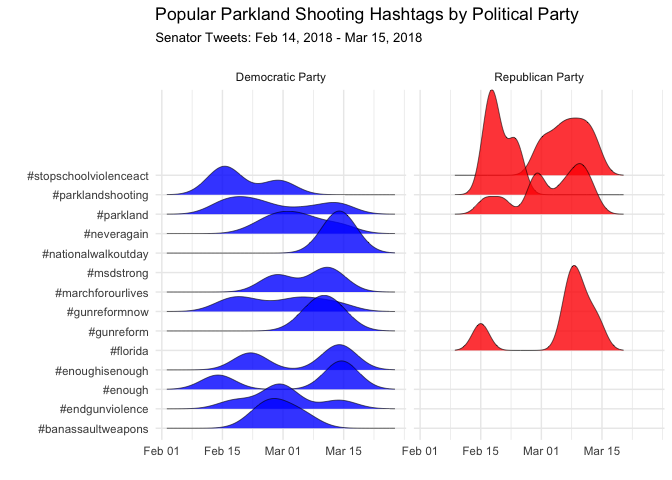 Popular Parkland Shooting Hashtags by Political Party
Senator Tweets: Feb 14, 2018 - Mar 15, 2018
Democratic Party
Republican Party
#stopschoolviolenceact
#parklandshooting
#parkland
#neveragain
#nationalwalkoutday
#msdstrong
#marchforourlives
#gunreformnow
#gunreform
#florida
#enoughisenough
#enough
#endgunviolence
#banassaultweapons
Feb 01 Feb 15 Mar 01 Mar 15 Feb 01 Feb 15 Mar 01 Mar 15